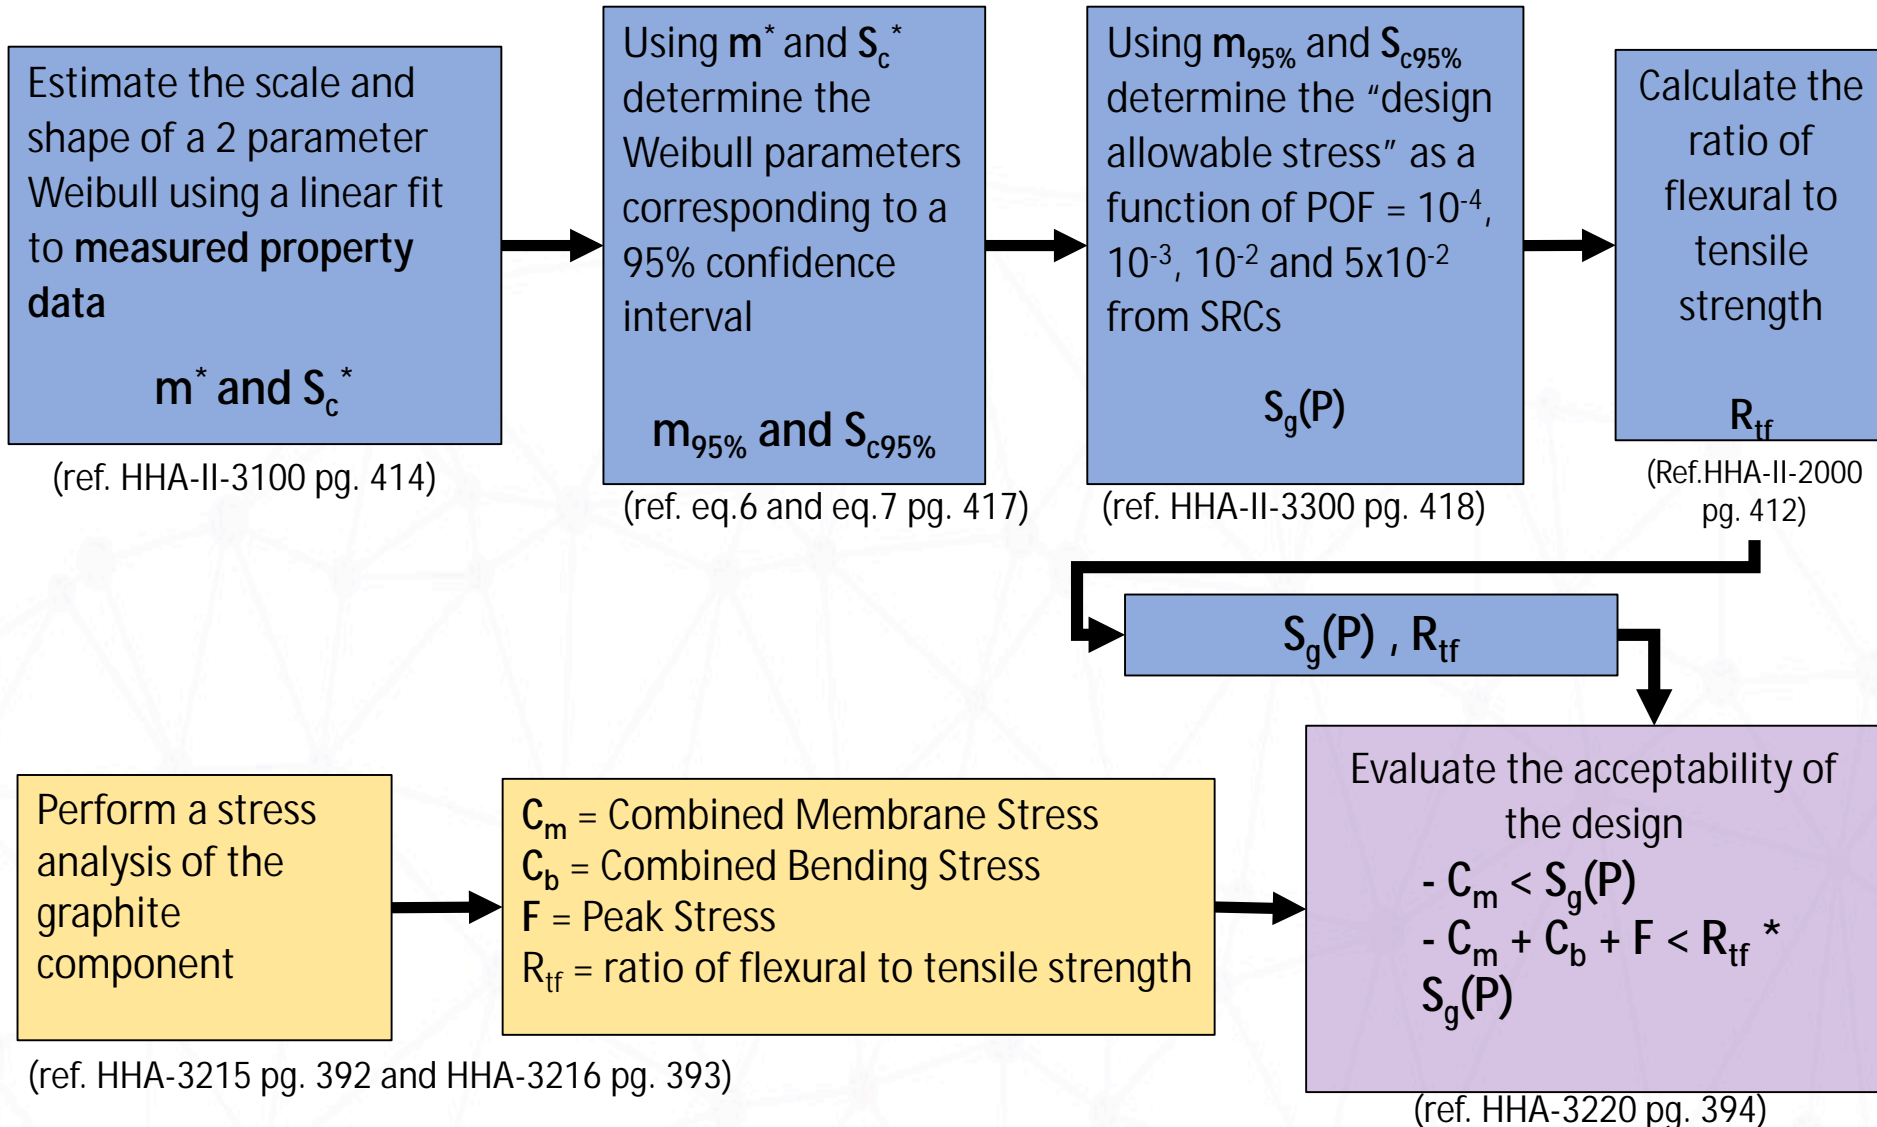 Estimate the scale and
shape of a 2 parameter
Weibull using a linear fit
to measured property
data
m* and Sc*
(ref. HHA-II-3100 pg. 414)
Using m* and Sc*
determine the
Weibull parameters
corresponding to a
95% confidence
interval
m95% and Sc95%
(ref. eq.6 and eq.7 pg. 417)
Using m95% and Sc95%
determine the “design
allowable stress” as a
function of POF = 10-4,
10-3, 10-2 and 5x10-2
from SRCs
Sg(P)
(ref. HHA-II-3300 pg. 418)
Calculate the
ratio of
flexural to
tensile
strength
Rtf
(Ref.HHA-II-2000
pg. 412)
Sg(P) , Rtf
Perform a stress
analysis of the
graphite
component
(ref. HHA-3215 pg. 392 and HHA-3216 pg. 393)
Cm = Combined Membrane Stress
Cb = Combined Bending Stress
F = Peak Stress
Rtf = ratio of flexural to tensile strength
Evaluate the acceptability of
the design
- Cm < Sg(P)
- Cm + Cb + F < Rtf *
Sg(P)
(ref. HHA-3220 pg. 394)